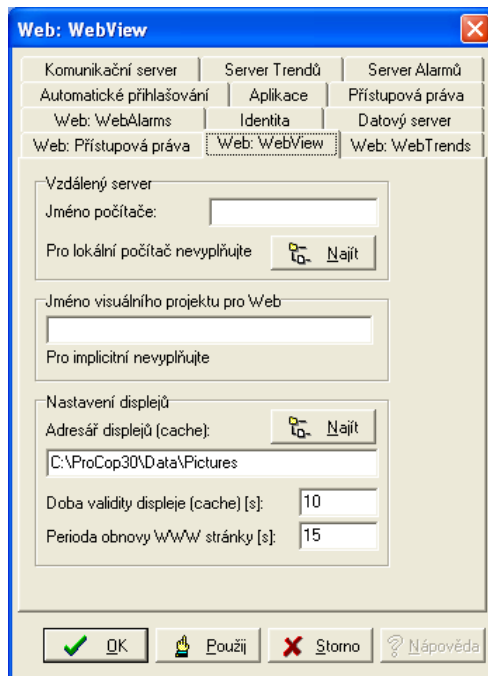 Web: WebView
Komunikační server Server Trendů Server Alarmů
Automatické přihlašování Aplikace Přístupová práva
Web: WebAlarms Identita Datový server
Web: Přístupová práva Web: WebView Web: WebTrends
Vzdálený server
Jméno počítače:
Pro lokální počítač nevyplňujte Najít
Jméno visuálního projektu pro Web
Pro implicitní nevyplňujte
Nastavení displejů
Adresář displejů (cache): Najít
C:\ProCop30\Data\Pictures
Doba validity displeje (cache) [s]: 10
Perioda obnovy WWW stránky [s]: 15
OK Použij Storno Nápověda